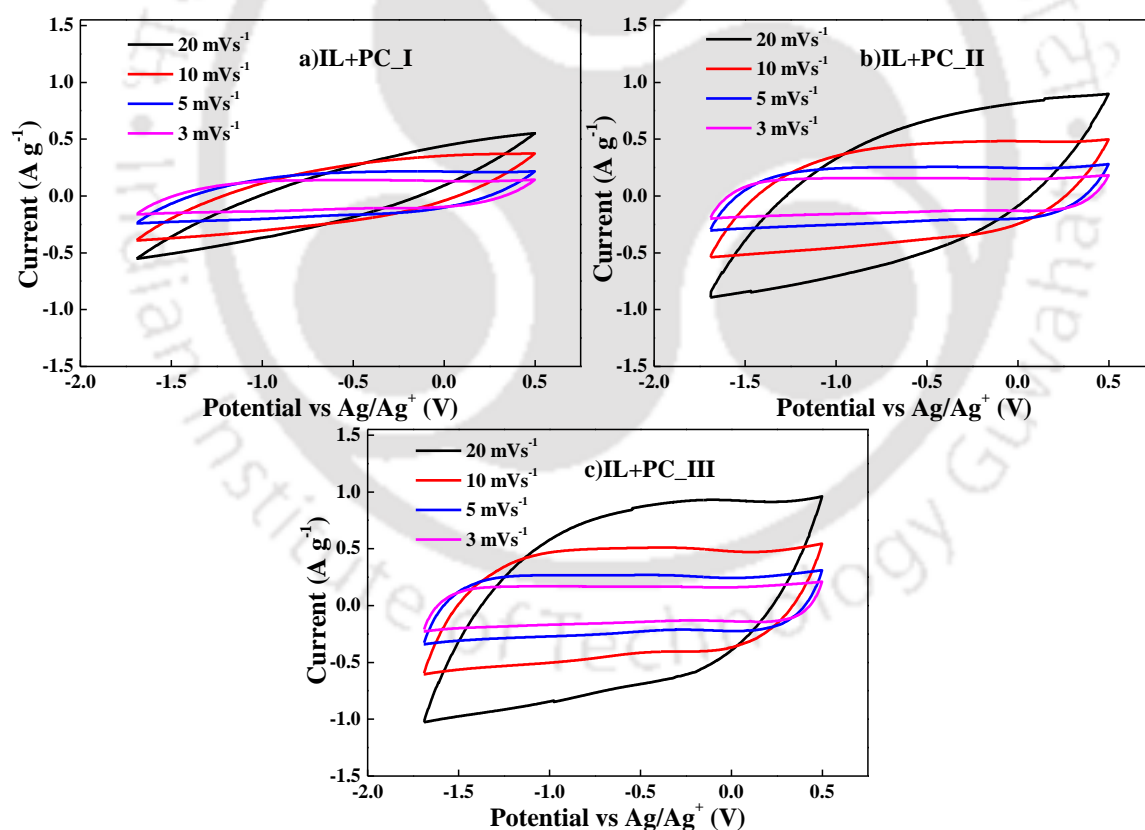 1.5
1.0
0.5
0.0
-0.5
-1.0
-1.5
-2.0 -1.5 -1.0 -0.5 0.0 0.5
Current (A g⁻¹)
Potential vs Ag/Ag⁺ (V)
20 mVs⁻¹
10 mVs⁻¹
5 mVs⁻¹
3 mVs⁻¹
a)IL+PC_I
1.5
1.0
0.5
0.0
-0.5
-1.0
-1.5
-2.0 -1.5 -1.0 -0.5 0.0 0.5
Current (A g⁻¹)
Potential vs Ag/Ag⁺ (V)
20 mVs⁻¹
10 mVs⁻¹
5 mVs⁻¹
3 mVs⁻¹
b)IL+PC_II
1.5
1.0
0.5
0.0
-0.5
-1.0
-1.5
-2.0 -1.5 -1.0 -0.5 0.0 0.5
Current (A g⁻¹)
Potential vs Ag/Ag⁺ (V)
20 mVs⁻¹
10 mVs⁻¹
5 mVs⁻¹
3 mVs⁻¹
c)IL+PC_III
Indian Institute of Technology Guwahati